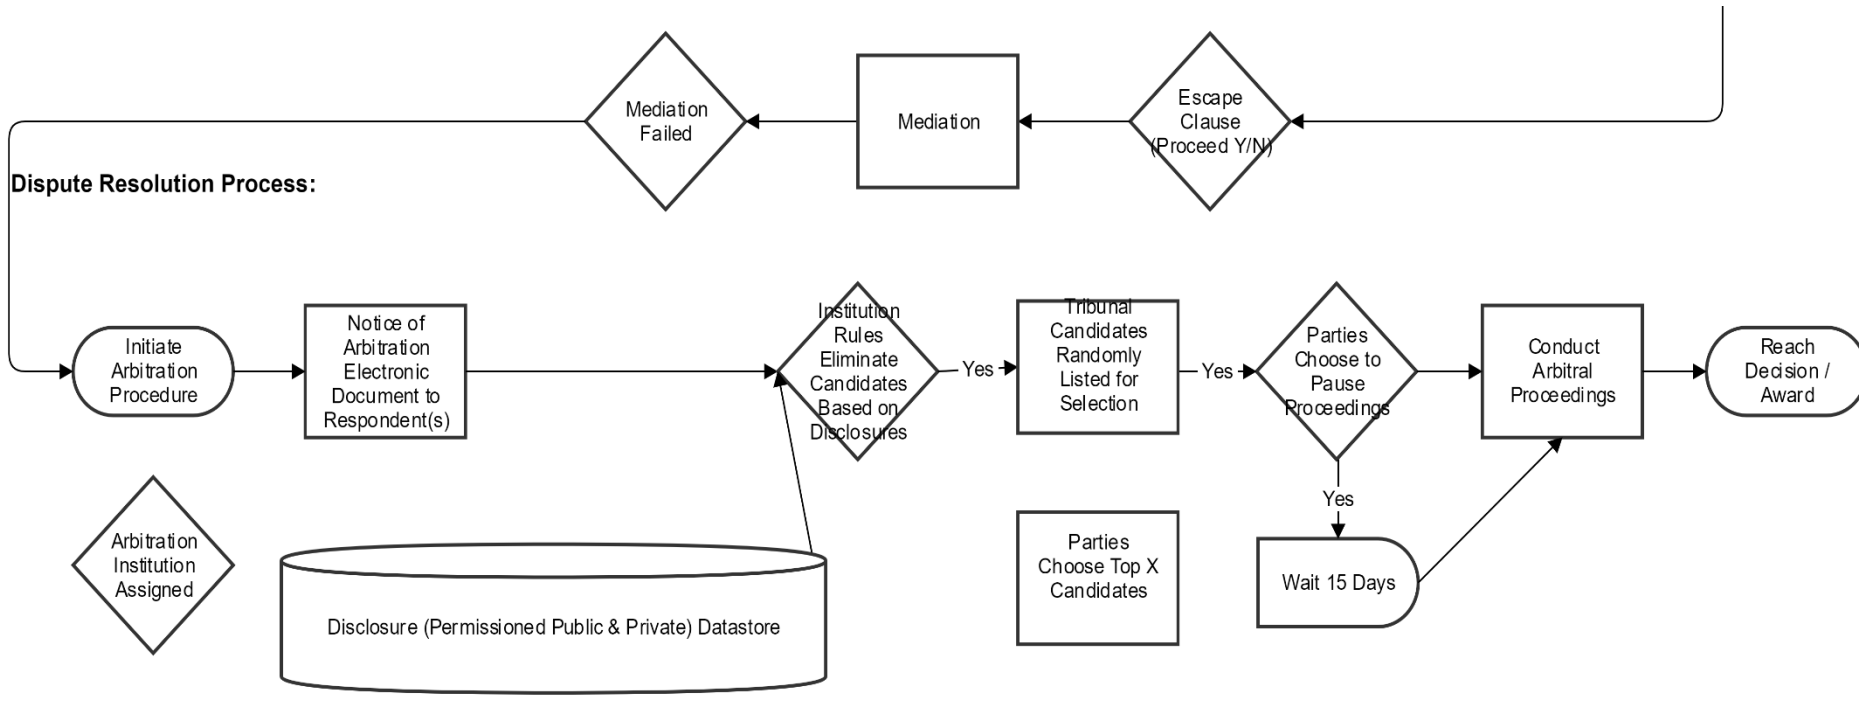 Mediation
Failed
Mediation
Escape
Clause
(Proceed Y/N)
Dispute Resolution Process:
Initiate
Arbitration
Procedure
Notice of
Arbitration
Electronic
Document to
Respondent(s)
Institution
Rules
Eliminate
Candidates
Based on
Disclosures
Yes
Tribunal
Candidates
Randomly
Listed for
Selection
Yes
Parties
Choose to
Pause
Proceedings
Conduct
Arbitral
Proceedings
Reach
Decision /
Award
Yes
Arbitration
Institution
Assigned
Disclosure (Permissioned Public & Private) Datastore
Parties
Choose Top X
Candidates
Wait 15 Days